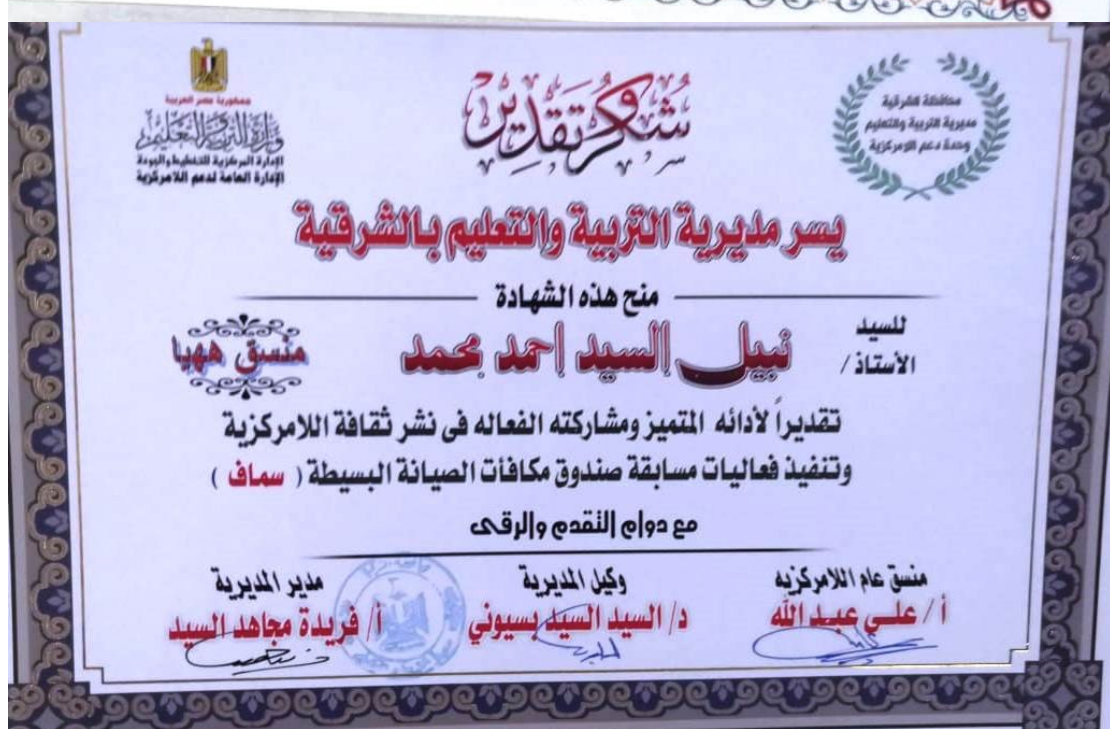 محافظة الشرقية
مديرية التربية والتعليم
وحدة دعم الامركزية
شكر وتقدير
جمهورية مصر العربية
وزارة التربية والتعليم
الإدارة المركزية للتخطيط والجودة
الإدارة العامة لدعم اللامركزية
يسر مديرية التربية والتعليم بالشرقية
منح هذه الشهادة
للسيد الأستاذ / نبيل السيد احمد محمد منسق ههيا
تقديراً لأدائه المتميز ومشاركته الفعاله فى نشر ثقافة اللامركزية
وتنفيذ فعاليات مسابقة صندوق مكافأت الصيانة البسيطة ( سماف )
مع دوام التقدم والرقى
منسق عام اللامركزيه وكيل المديرية مدير المديرية
أ / علي عبد الله د/ السيد السيد بسيوني أ/ فريدة مجاهد السيد